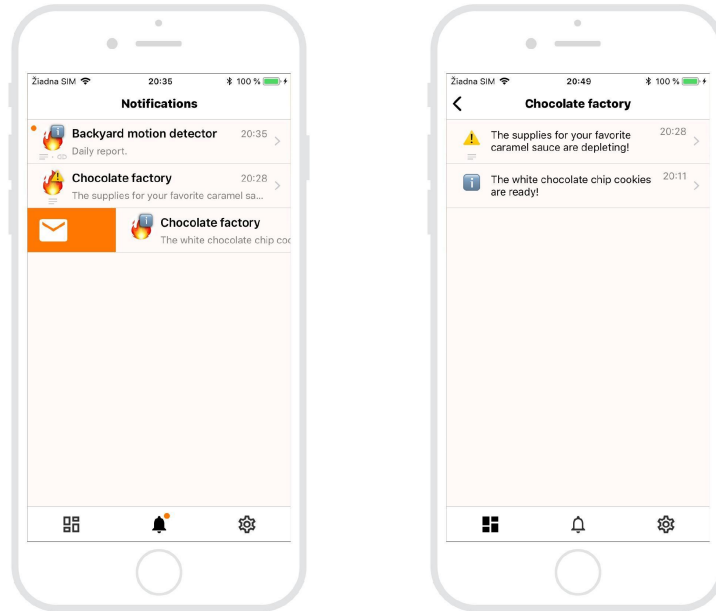 Žiadna SIM 20:35 100 %
Notifications
Backyard motion detector 20:35
Daily report.
Chocolate factory 20:28
The supplies for your favorite caramel sa...
Chocolate factory
The white chocolate chip coo
Žiadna SIM 20:49 100 %
Chocolate factory
The supplies for your favorite 20:28
caramel sauce are depleting!
The white chocolate chip cookies 20:11
are ready!